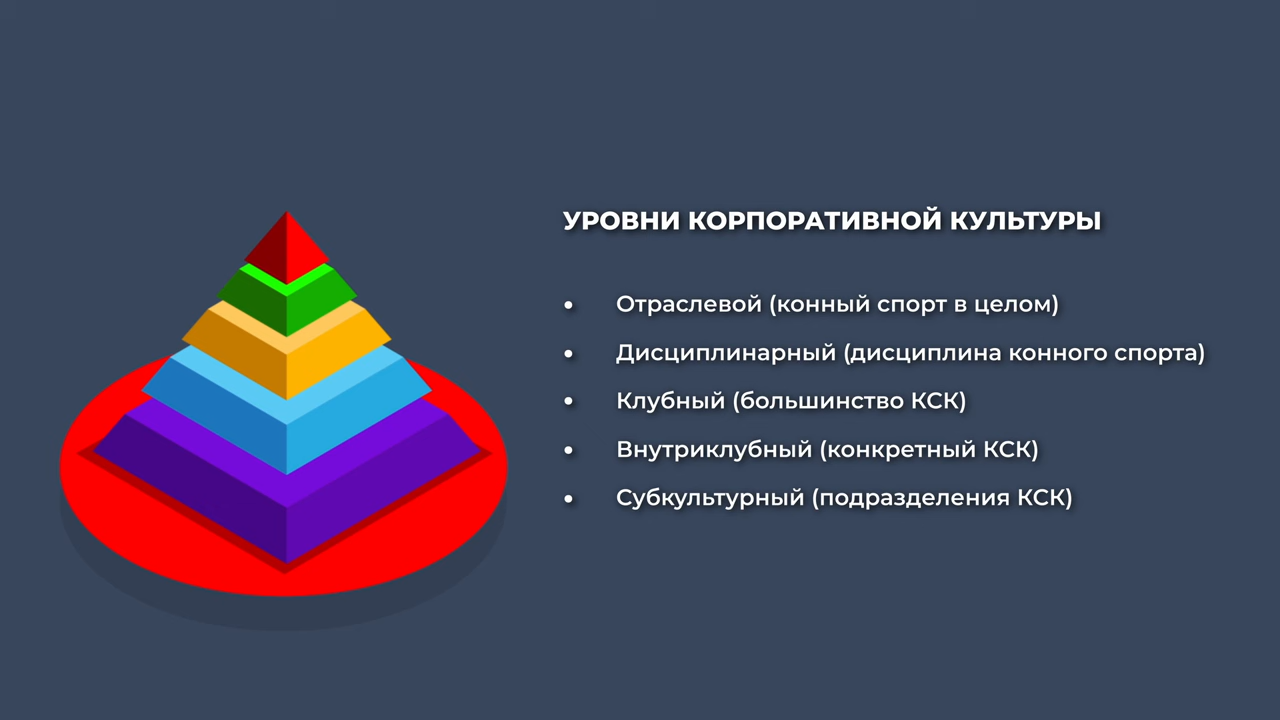 УРОВНИ КОРПОРАТИВНОЙ КУЛЬТУРЫ
• Отраслевой (конный спорт в целом)
• Дисциплинарный (дисциплина конного спорта)
• Клубный (большинство КСК)
• Внутриклубный (конкретный КСК)
• Субкультурный (подразделения КСК)